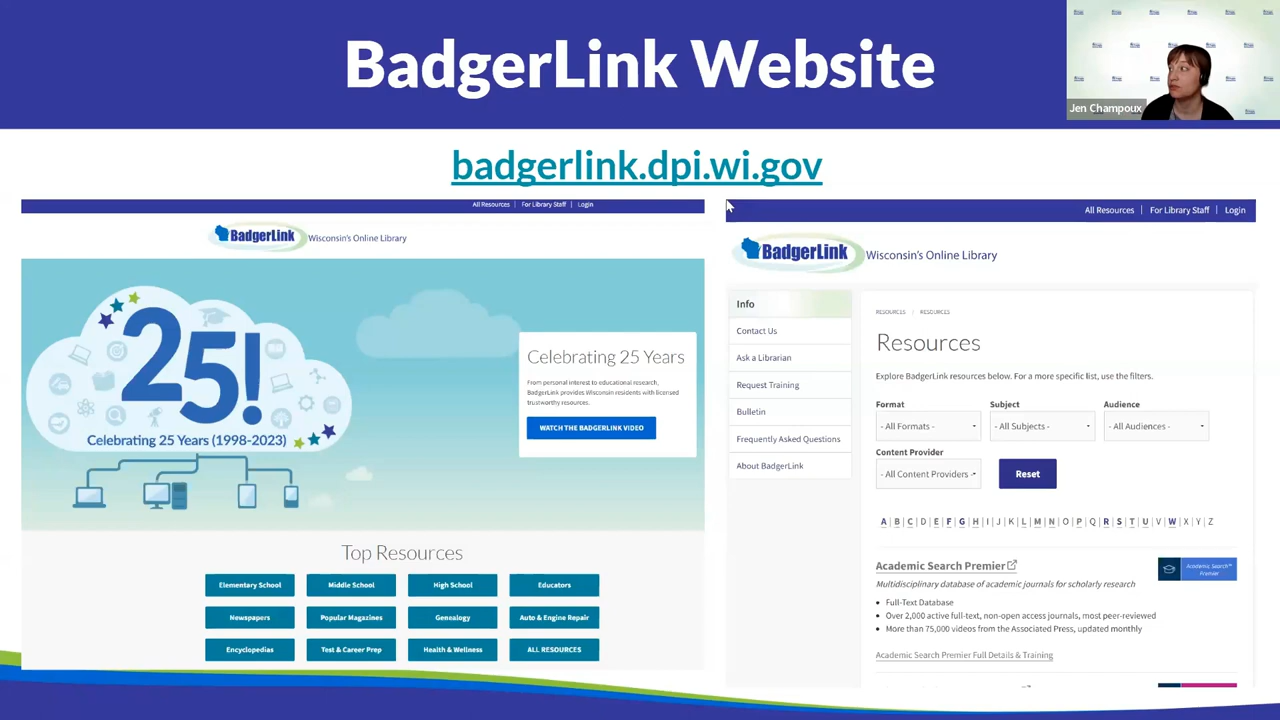 BadgerLink Website
Jen Champoux
badgerlink.dpi.wi.gov
All Resources | For Library Staff | Login
BadgerLink Wisconsin's Online Library
25!
Celebrating 25 Years (1998-2023)
Celebrating 25 Years
From personal interest to educational research,
BadgerLink provides Wisconsin residents with licensed
trustworthy resources.
WATCH THE BADGERLINK VIDEO
Top Resources
Elementary School Middle School High School Educators
Newspapers Popular Magazines Genealogy Auto & Engine Repair
Encyclopedias Test & Career Prep Health & Wellness ALL RESOURCES
All Resources | For Library Staff | Login
BadgerLink Wisconsin's Online Library
Info
Contact Us
Ask a Librarian
Request Training
Bulletin
Frequently Asked Questions
About BadgerLink
RESOURCES | RESOURCES
Resources
Explore BadgerLink resources below. For a more specific list, use the filters.
Format Subject Audience
- All Formats - - All Subjects - - All Audiences -
Content Provider
- All Content Providers - Reset
A | B | C | D | E | F | G | H | I | J | K | L | M | N | O | P | Q | R | S | T | U | V | W | X | Y | Z
Academic Search Premier
Academic Search™
Premier
Multidisciplinary database of academic journals for scholarly research
• Full-Text Database
• Over 2,000 active full-text, non-open access journals, most peer-reviewed
• More than 75,000 videos from the Associated Press, updated monthly
Academic Search Premier Full Details & Training